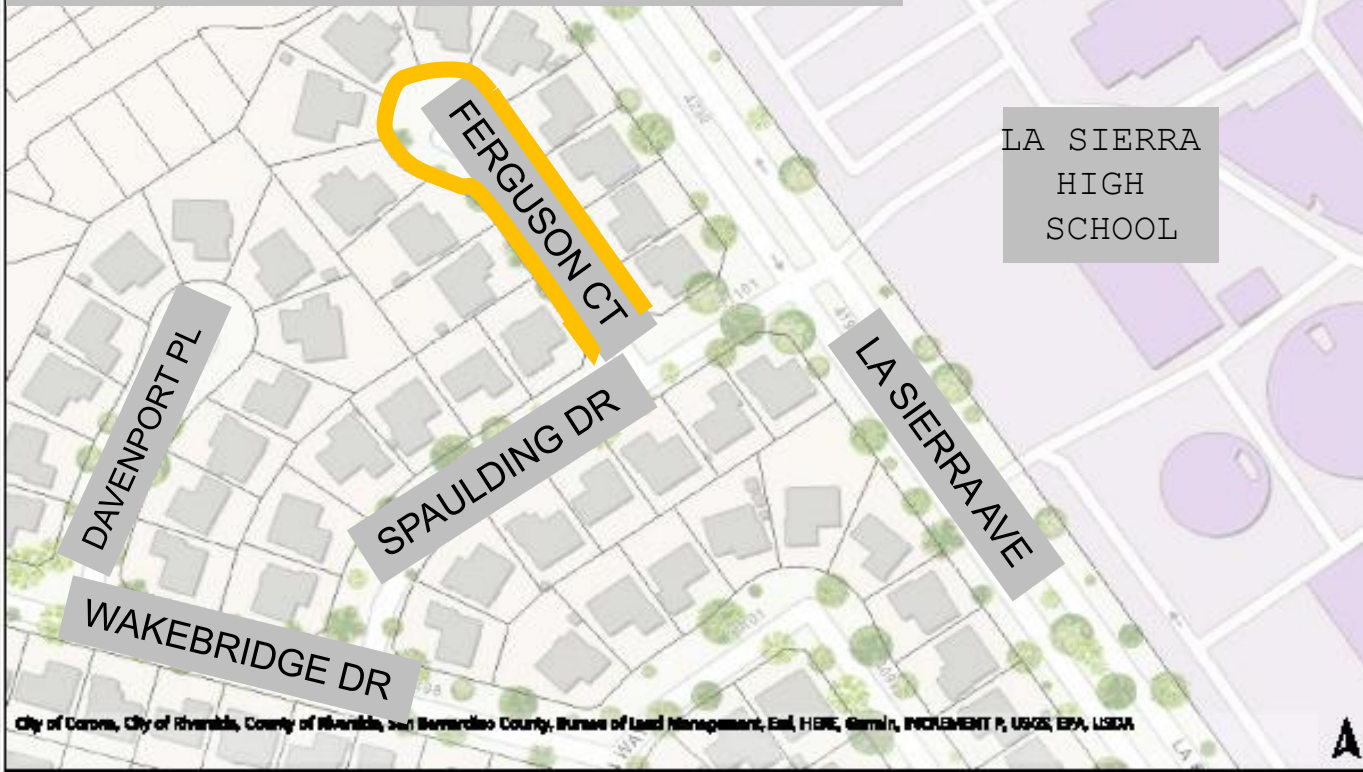 LA SIERRA
HIGH
SCHOOL
FERGUSON CT
DAVENPORT PL
SPAULDING DR
LA SIERRA AVE
WAKEBRIDGE DR
City of Corona, City of Riverside, County of Riverside, San Bernardino County, Bureau of Land Management, Esri, HERE, Garmin, INCREMENT P, USGS, EPA, USDA
LA